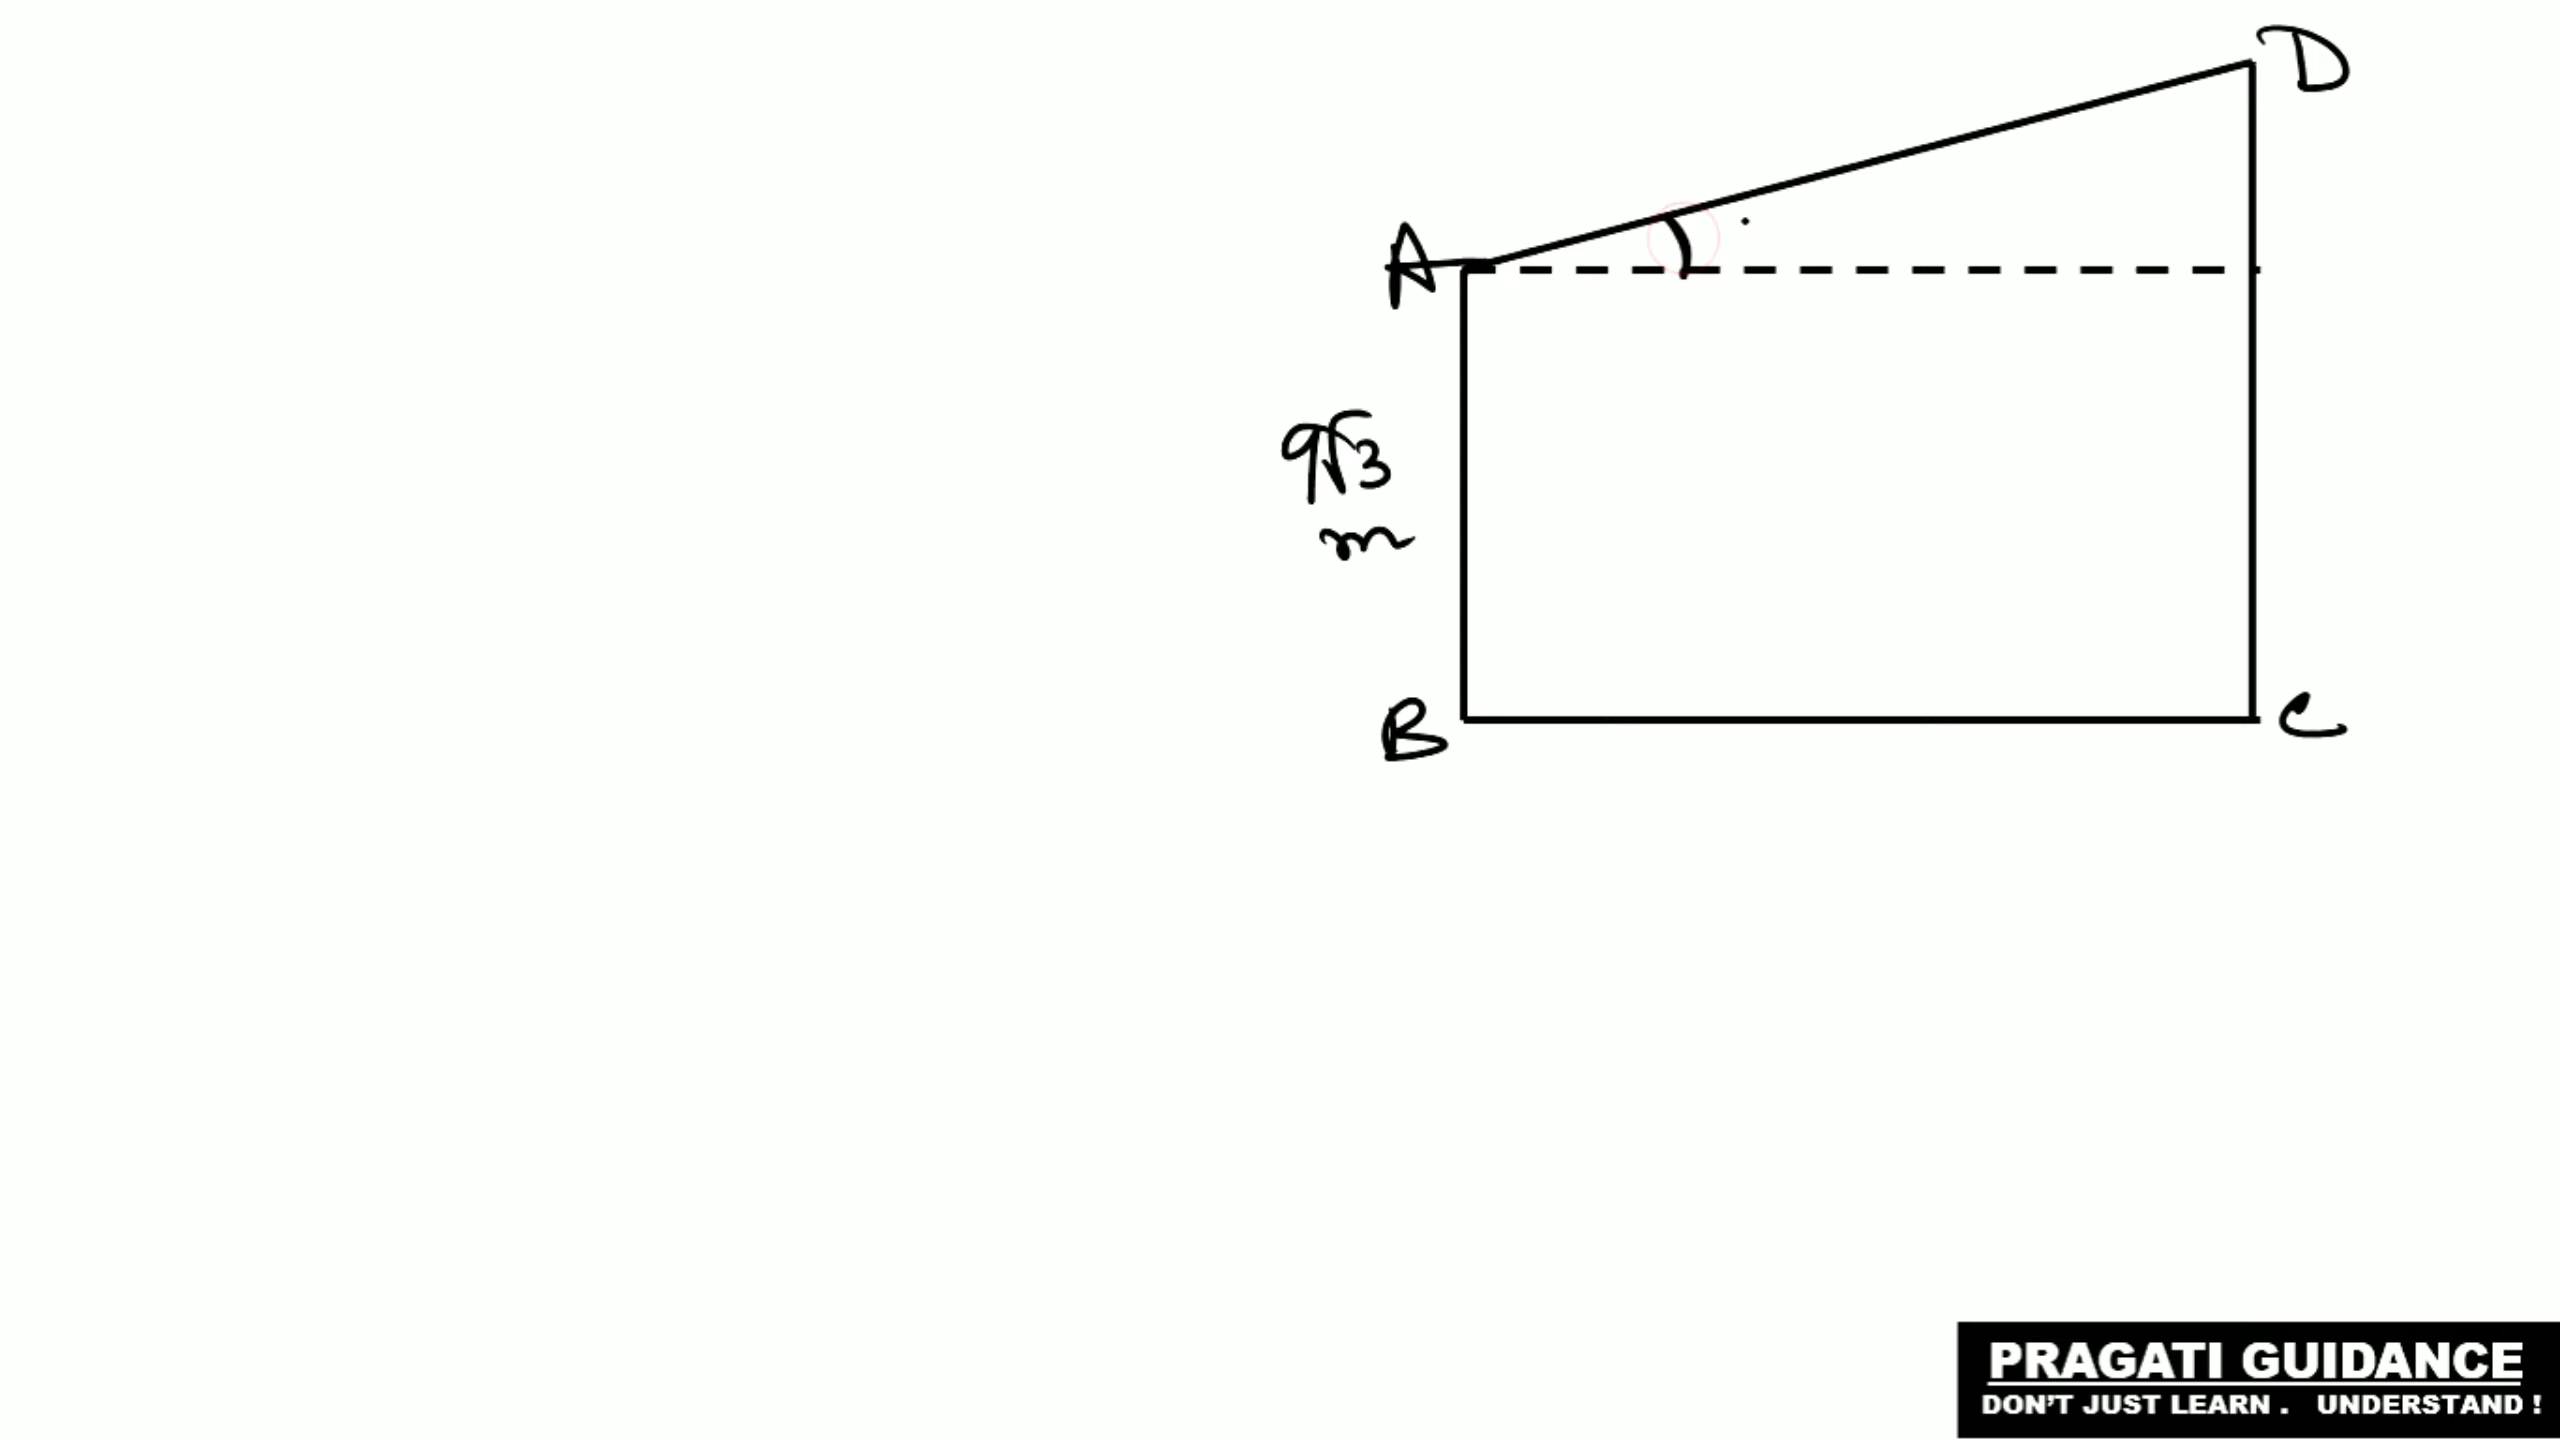 D
A
9√3
m
B
C
PRAGATI GUIDANCE
DON'T JUST LEARN . UNDERSTAND !